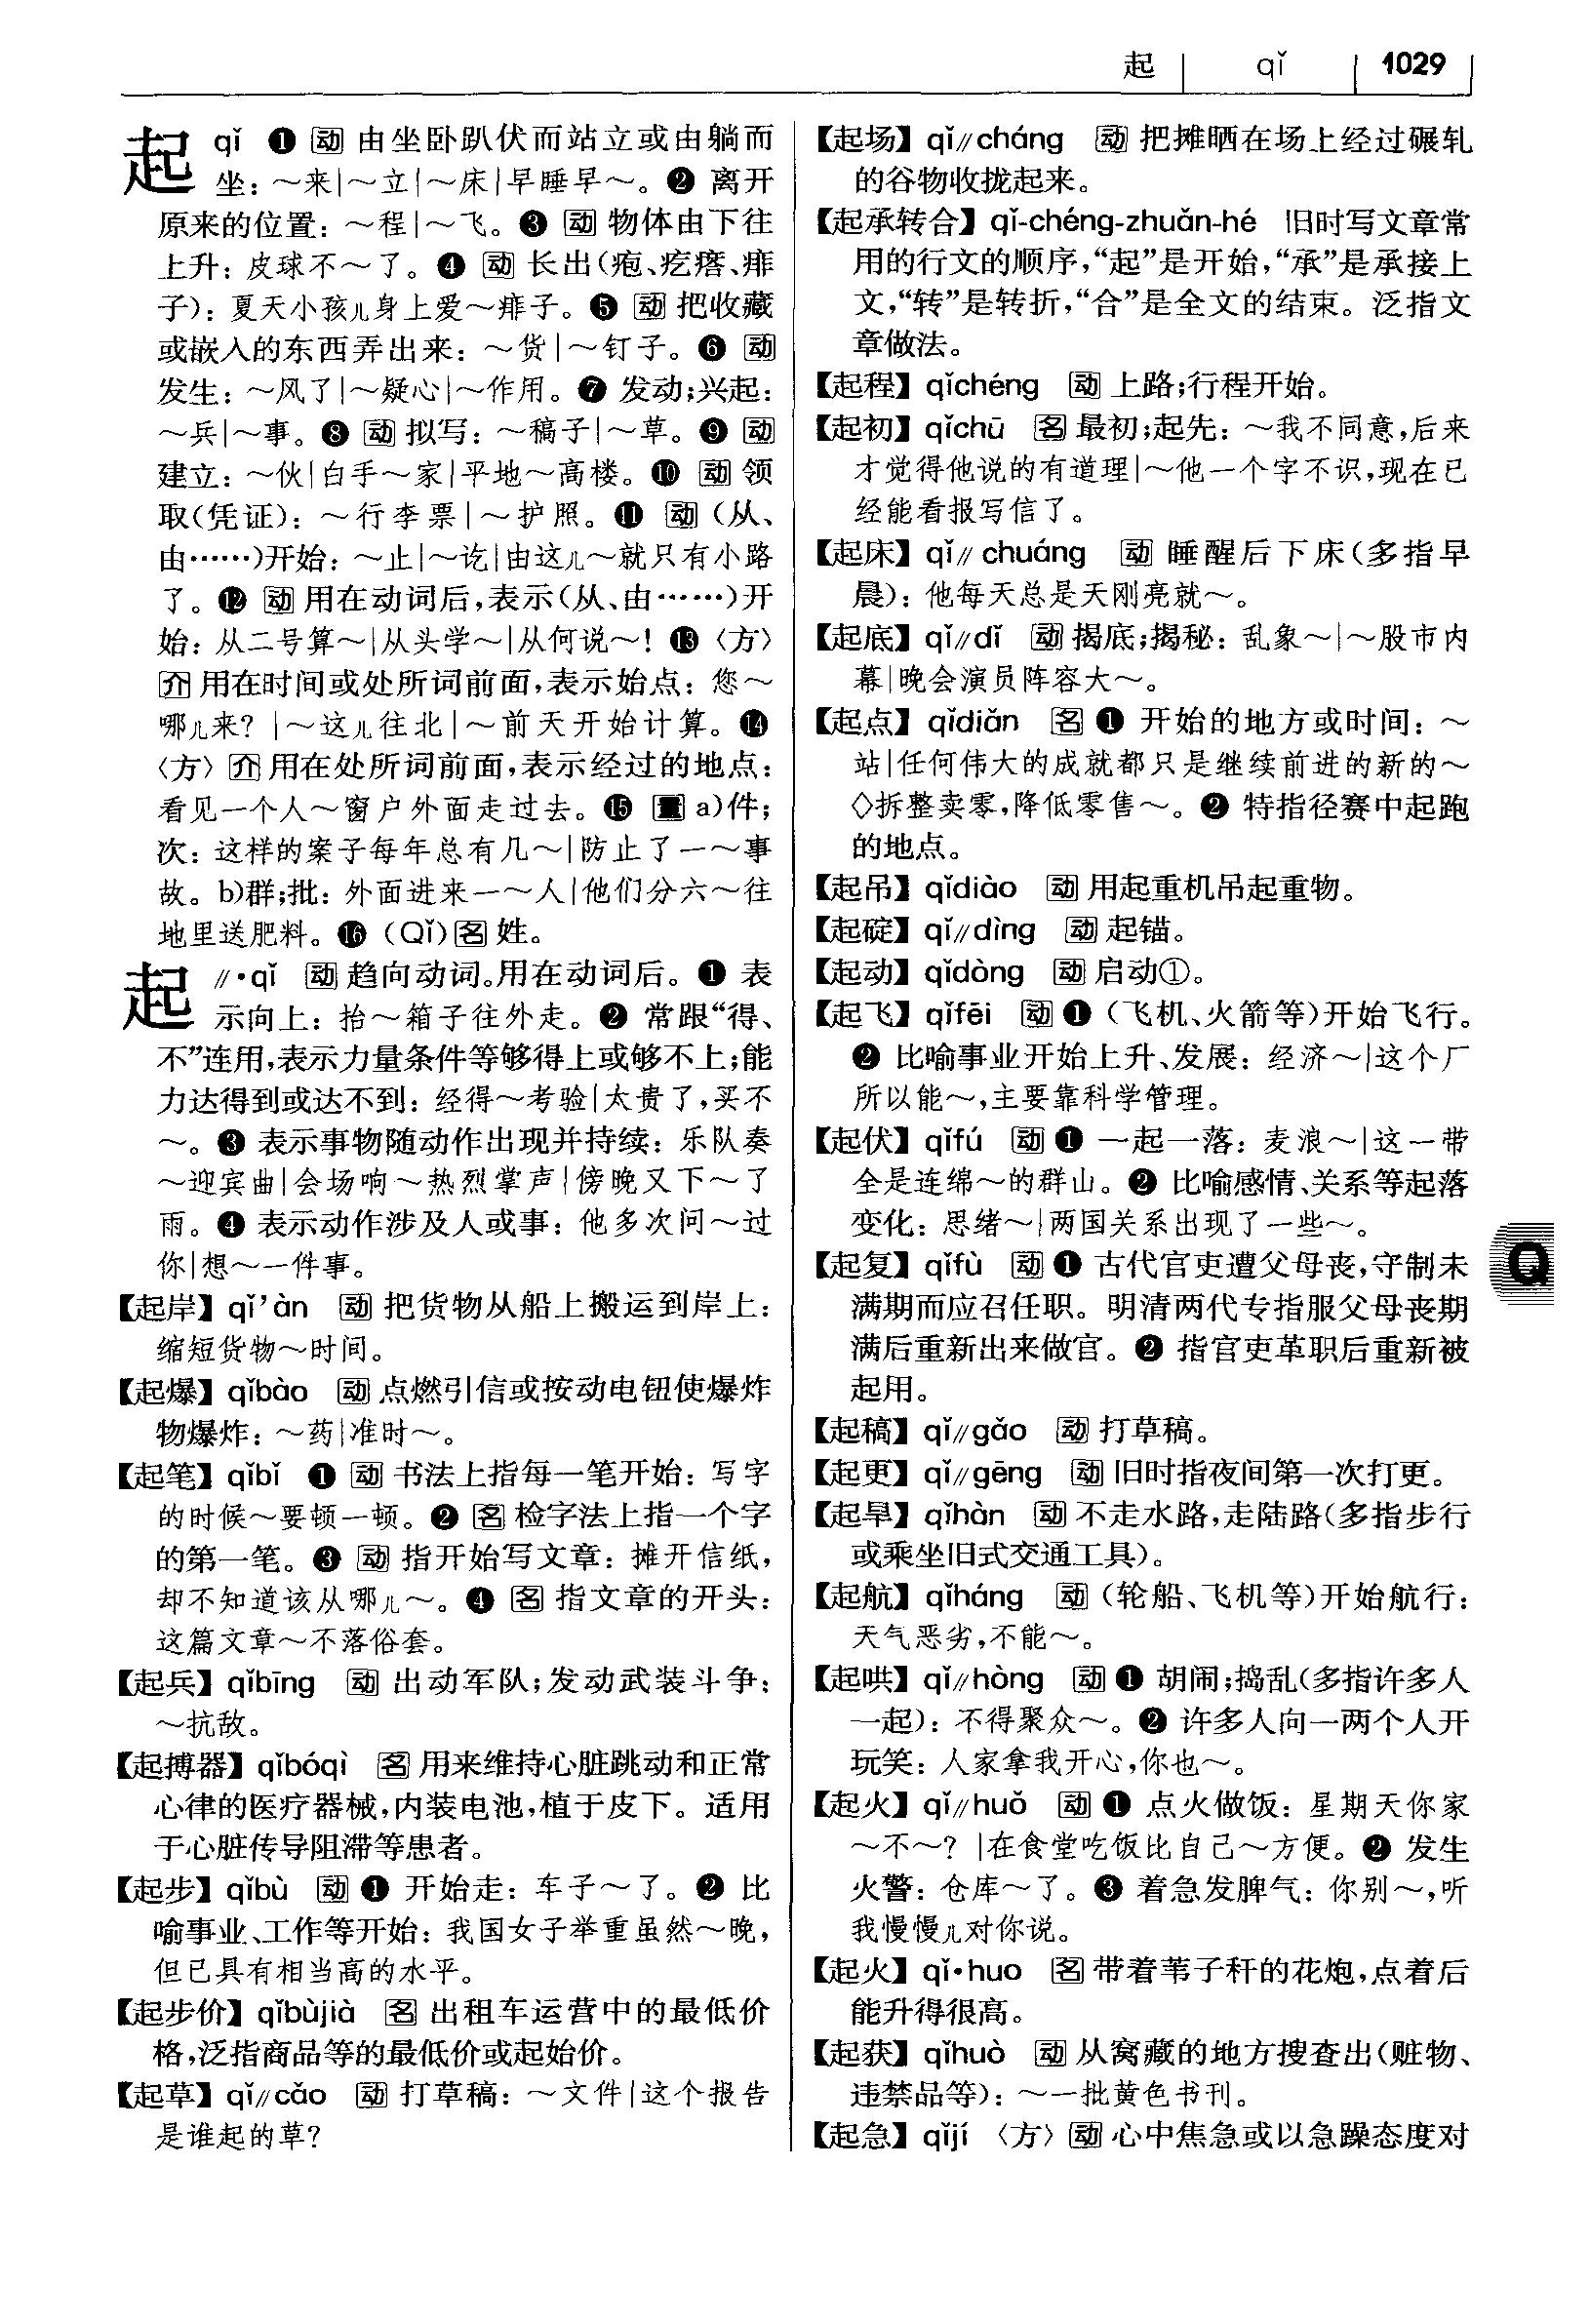 起 qǐ 1029
起 qǐ ❶ 动 由坐卧趴伏而站立或由躺而
坐：～来|～立|～床|早睡早～。❷ 离开
原来的位置：～程|～飞。❸ 动 物体由下往
上升：皮球不～了。❹ 动 长出(疱、疙瘩、痱
子)：夏天小孩儿身上爱～痱子。❺ 动 把收藏
或嵌入的东西弄出来：～货|～钉子。❻ 动
发生：～风了|～疑心|～作用。❼ 发动；兴起：
～兵|～事。❽ 动 拟写：～稿子|～草。❾ 动
建立：～伙|白手～家|平地～高楼。❿ 动 领
取(凭证)：～行李票|～护照。⓫ 动 (从、
由……)开始：～止|～讫|由这儿～就只有小路
了。⓬ 动 用在动词后，表示(从、由……)开
始：从二号算～|从头学～|从何说～！⓭〈方〉
介 用在时间或处所词前面，表示始点：您～
哪儿来？|～这儿往北|～前天开始计算。⓮
〈方〉介 用在处所词前面，表示经过的地点：
看见一个人～窗户外面走过去。⓯ 量 a)件；
次：这样的案子每年总有几～|防止了一～事
故。b)群；批：外面进来一～人|他们分六～往
地里送肥料。⓰ (Qǐ) 名 姓。
起 //•qǐ 动 趋向动词。用在动词后。❶ 表
示向上：抬～箱子往外走。❷ 常跟“得、
不”连用，表示力量条件等够得上或够不上；能
力达得到或达不到：经得～考验|太贵了，买不
～。❸ 表示事物随动作出现并持续：乐队奏
～迎宾曲|会场响～热烈掌声|傍晚又下～了
雨。❹ 表示动作涉及人或事：他多次问～过
你|想～一件事。
【起岸】qǐ’àn 动 把货物从船上搬运到岸上：
缩短货物～时间。
【起爆】qǐbào 动 点燃引信或按动电钮使爆炸
物爆炸：～药|准时～。
【起笔】qǐbǐ ❶ 动 书法上指每一笔开始：写字
的时候～要顿一顿。❷ 名 检字法上指一个字
的第一笔。❸ 动 指开始写文章：摊开信纸，
却不知道该从哪儿～。❹ 名 指文章的开头：
这篇文章～不落俗套。
【起兵】qǐbīng 动 出动军队；发动武装斗争：
～抗敌。
【起搏器】qǐbóqì 名 用来维持心脏跳动和正常
心律的医疗器械，内装电池，植于皮下。适用
于心脏传导阻滞等患者。
【起步】qǐbù 动 ❶ 开始走：车子～了。❷ 比
喻事业、工作等开始：我国女子举重虽然～晚，
但已具有相当高的水平。
【起步价】qǐbùjià 名 出租车运营中的最低价
格，泛指商品等的最低价或起始价。
【起草】qǐ//cǎo 动 打草稿：～文件|这个报告
是谁起的草？
【起场】qǐ//cháng 动 把摊晒在场上经过碾轧
的谷物收拢起来。
【起承转合】qǐ-chéng-zhuǎn-hé 旧时写文章常
用的行文的顺序，“起”是开始，“承”是承接上
文，“转”是转折，“合”是全文的结束。泛指文
章做法。
【起程】qǐchéng 动 上路；行程开始。
【起初】qǐchū 名 最初；起先：～我不同意，后来
才觉得他说的有道理|～他一个字不识，现在已
经能看报写信了。
【起床】qǐ//chuáng 动 睡醒后下床(多指早
晨)：他每天总是天刚亮就～。
【起底】qǐ//dǐ 动 揭底；揭秘：乱象～|～股市内
幕|晚会演员阵容大～。
【起点】qǐdiǎn 名 ❶ 开始的地方或时间：～
站|任何伟大的成就都只是继续前进的新的～
◇拆整卖零，降低零售～。❷ 特指径赛中起跑
的地点。
【起吊】qǐdiào 动 用起重机吊起重物。
【起碇】qǐ//dìng 动 起锚。
【起动】qǐdòng 动 启动①。
【起飞】qǐfēi 动 ❶ (飞机、火箭等)开始飞行。
❷ 比喻事业开始上升、发展：经济～|这个厂
所以能～，主要靠科学管理。
【起伏】qǐfú 动 ❶ 一起一落：麦浪～|这一带
全是连绵～的群山。❷ 比喻感情、关系等起落
变化：思绪～|两国关系出现了一些～。
【起复】qǐfù 动 ❶ 古代官吏遭父母丧，守制未
满期而应召任职。明清两代专指服父母丧期
满后重新出来做官。❷ 指官吏革职后重新被
起用。
【起稿】qǐ//gǎo 动 打草稿。
【起更】qǐ//gēng 动 旧时指夜间第一次打更。
【起旱】qǐhàn 动 不走水路，走陆路(多指步行
或乘坐旧式交通工具)。
【起航】qǐháng 动 (轮船、飞机等)开始航行：
天气恶劣，不能～。
【起哄】qǐ//hòng 动 ❶ 胡闹；捣乱(多指许多人
一起)：不得聚众～。❷ 许多人向一两个人开
玩笑：人家拿我开心，你也～。
【起火】qǐ//huǒ 动 ❶ 点火做饭：星期天你家
～不～？|在食堂吃饭比自己～方便。❷ 发生
火警：仓库～了。❸ 着急发脾气：你别～，听
我慢慢儿对你说。
【起火】qǐ•huo 名 带着苇子秆的花炮，点着后
能升得很高。
【起获】qǐhuò 动 从窝藏的地方搜查出(赃物、
违禁品等)：～一批黄色书刊。
【起急】qǐjí 〈方〉动 心中焦急或以急躁态度对
Q